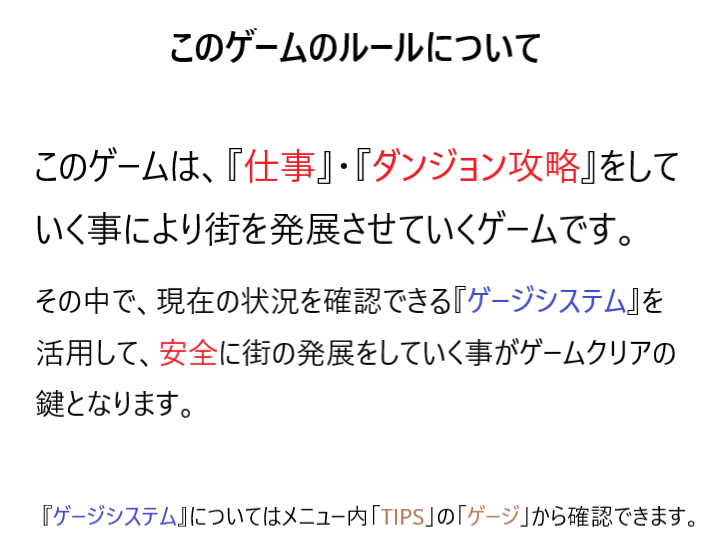 このゲームのルールについて
このゲームは、『仕事』・『ダンジョン攻略』をして
いく事により街を発展させていくゲームです。
その中で、現在の状況を確認できる『ゲージシステム』を
活用して、安全に街の発展をしていく事がゲームクリアの
鍵となります。
『ゲージシステム』についてはメニュー内「TIPS」の「ゲージ」から確認できます。